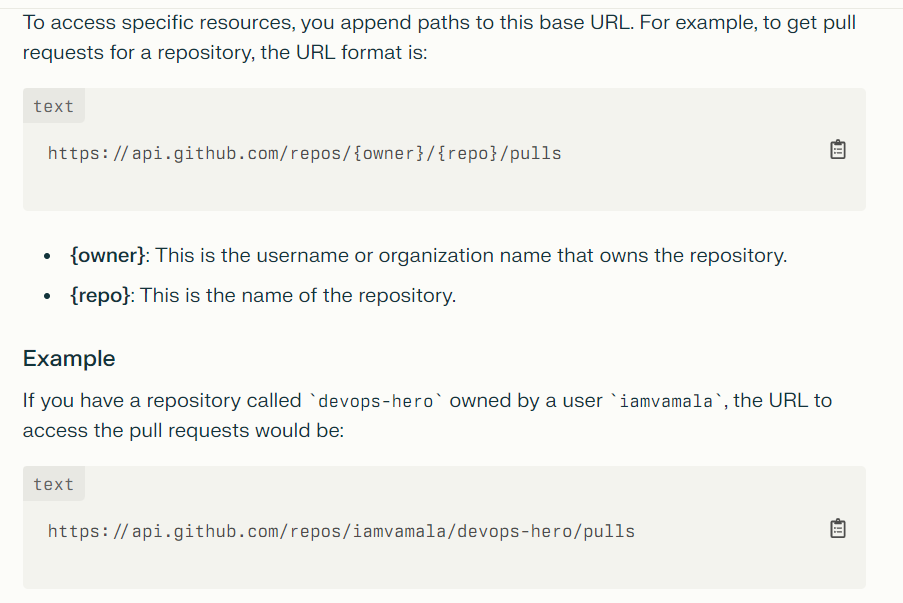 To access specific resources, you append paths to this base URL. For example, to get pull
requests for a repository, the URL format is:
text
https://api.github.com/repos/{owner}/{repo}/pulls
• {owner}: This is the username or organization name that owns the repository.
• {repo}: This is the name of the repository.
Example
If you have a repository called `devops-hero` owned by a user `iamvamala`, the URL to
access the pull requests would be:
text
https://api.github.com/repos/iamvamala/devops-hero/pulls